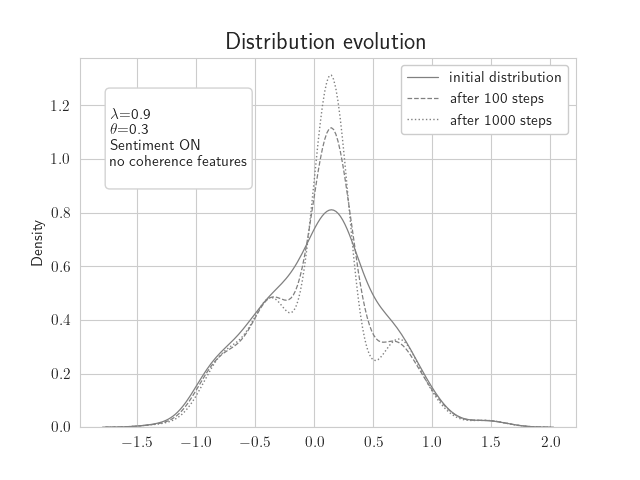 Distribution evolution
initial distribution
after 100 steps
after 1000 steps
λ=0.9
θ=0.3
Sentiment ON
no coherence features
Density
1.2
1.0
0.8
0.6
0.4
0.2
0.0
−1.5 −1.0 −0.5 0.0 0.5 1.0 1.5 2.0